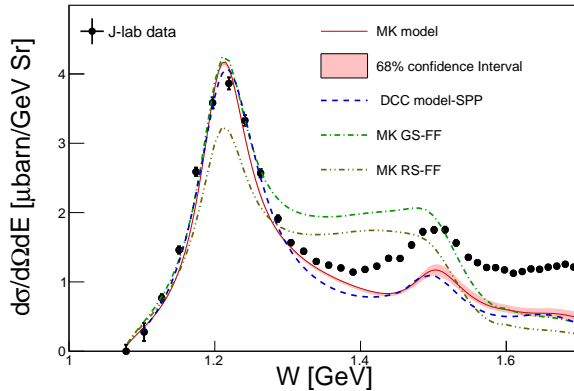 J-lab data
MK model
68% confidence Interval
DCC model-SPP
MK GS-FF
MK RS-FF
dσ/dΩdE [μbarn/GeV Sr]
4
3
2
1
0
1 1.2 1.4 1.6
W [GeV]